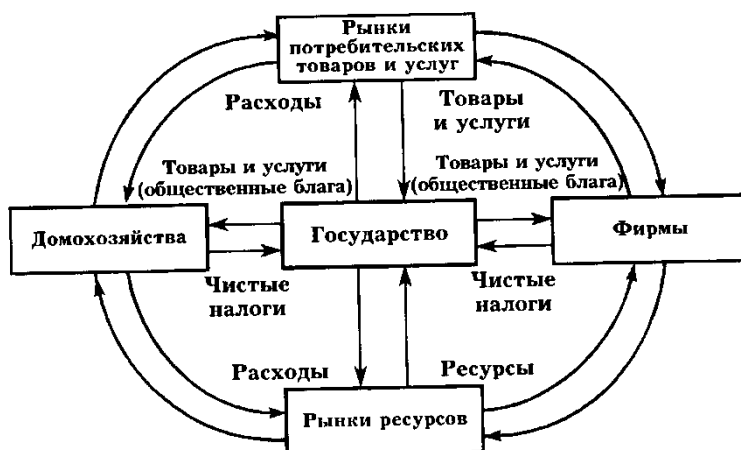 Рынки
потребительских
товаров и услуг
Расходы
Товары
и услуги
Товары и услуги
(общественные блага)
Товары и услуги
(общественные блага)
Домохозяйства
Государство
Фирмы
Чистые
налоги
Чистые
налоги
Расходы
Ресурсы
Рынки ресурсов